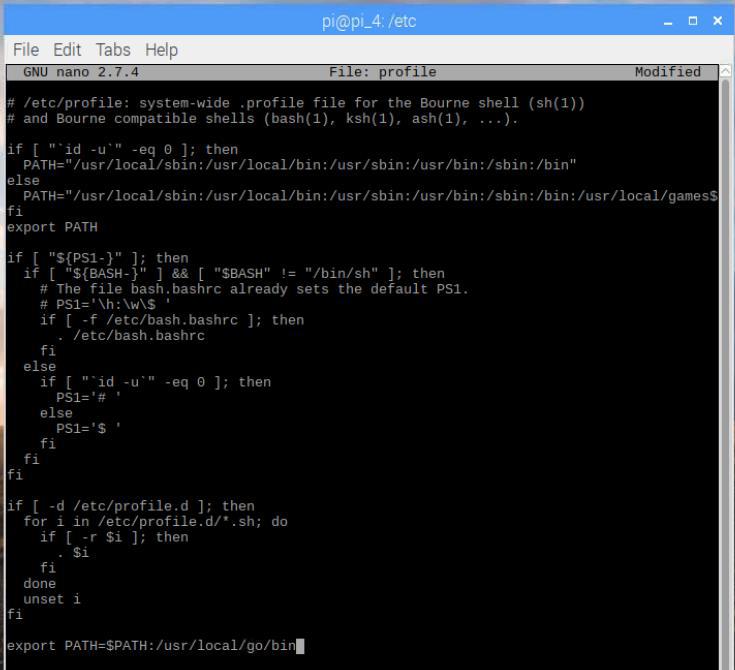 pi@pi_4: /etc
File Edit Tabs Help
GNU nano 2.7.4 File: profile Modified
# /etc/profile: system-wide .profile file for the Bourne shell (sh(1))
# and Bourne compatible shells (bash(1), ksh(1), ash(1), ...).
if [ "`id -u`" -eq 0 ]; then
  PATH="/usr/local/sbin:/usr/local/bin:/usr/sbin:/usr/bin:/sbin:/bin"
else
  PATH="/usr/local/sbin:/usr/local/bin:/usr/sbin:/usr/bin:/sbin:/bin:/usr/local/games$
fi
export PATH
if [ "${PS1-}" ]; then
  if [ "${BASH-}" ] && [ "$BASH" != "/bin/sh" ]; then
    # The file bash.bashrc already sets the default PS1.
    # PS1='\h:\w\$ '
    if [ -f /etc/bash.bashrc ]; then
      . /etc/bash.bashrc
    fi
  else
    if [ "`id -u`" -eq 0 ]; then
      PS1='# '
    else
      PS1='$ '
    fi
  fi
fi
if [ -d /etc/profile.d ]; then
  for i in /etc/profile.d/*.sh; do
    if [ -r $i ]; then
      . $i
    fi
  done
  unset i
fi
export PATH=$PATH:/usr/local/go/bin